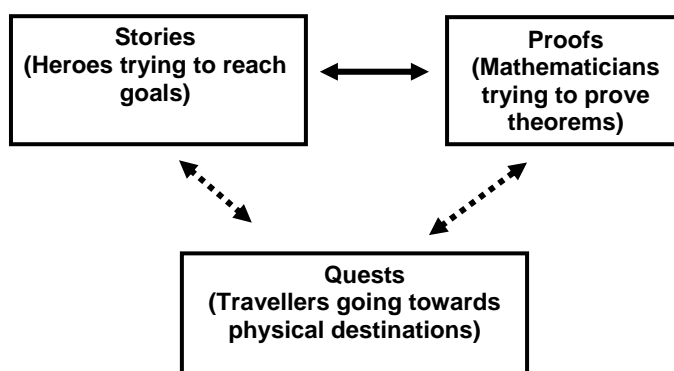 Stories
(Heroes trying to reach
goals)
Proofs
(Mathematicians
trying to prove
theorems)
Quests
(Travellers going towards
physical destinations)